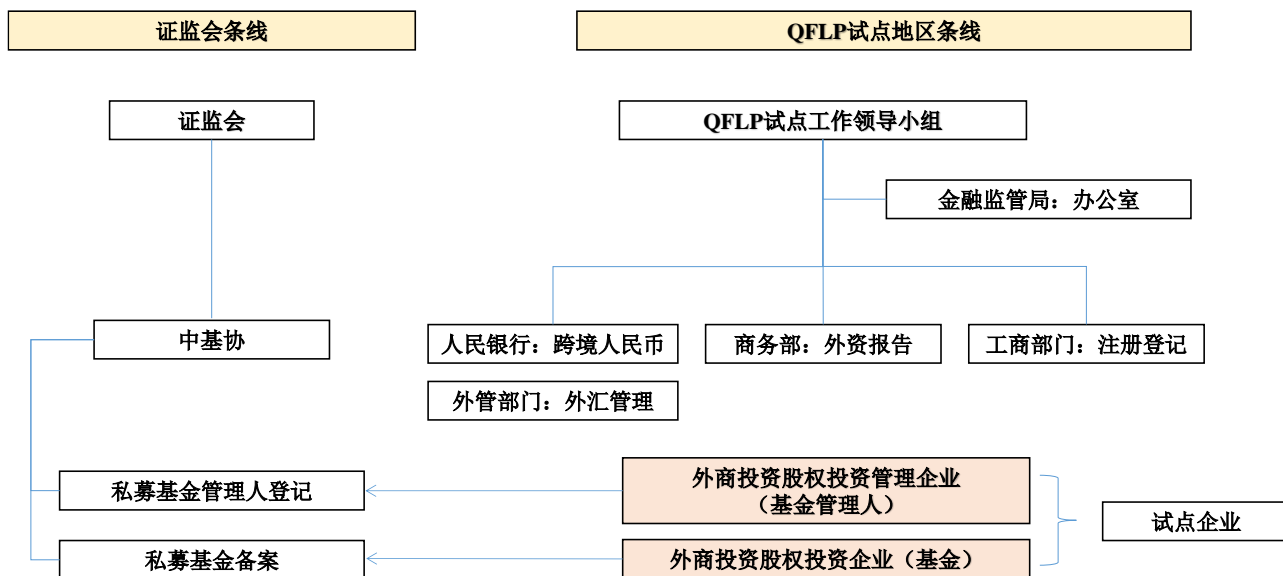 证监会条线
QFLP试点地区条线
证监会
QFLP试点工作领导小组
金融监管局：办公室
中基协
人民银行：跨境人民币
商务部：外资报告
工商部门：注册登记
外管部门：外汇管理
私募基金管理人登记
外商投资股权投资管理企业
（基金管理人）
试点企业
私募基金备案
外商投资股权投资企业（基金）